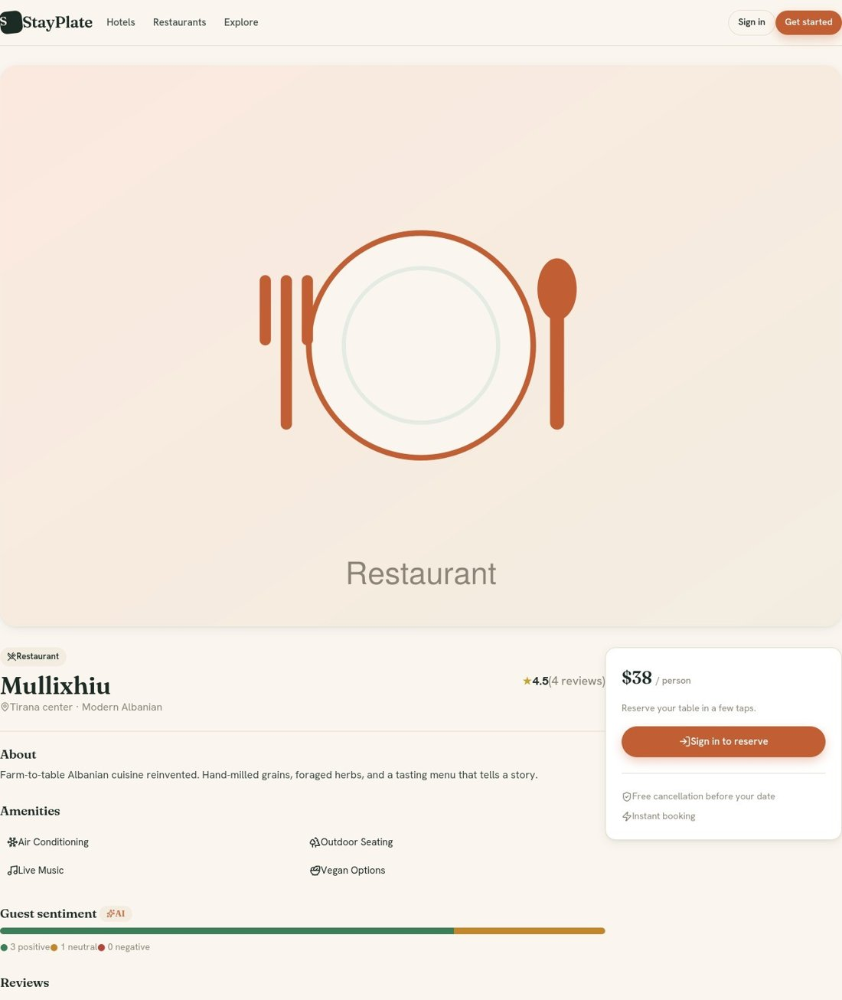 S StayPlate Hotels Restaurants Explore Sign in Get started
Restaurant
Restaurant
Mullixhiu
★4.5(4 reviews)
Tirana center · Modern Albanian
$38 / person
Reserve your table in a few taps.
Sign in to reserve
Free cancellation before your date
Instant booking
About
Farm-to-table Albanian cuisine reinvented. Hand-milled grains, foraged herbs, and a tasting menu that tells a story.
Amenities
Air Conditioning
Outdoor Seating
Live Music
Vegan Options
Guest sentiment AI
3 positive 1 neutral 0 negative
Reviews